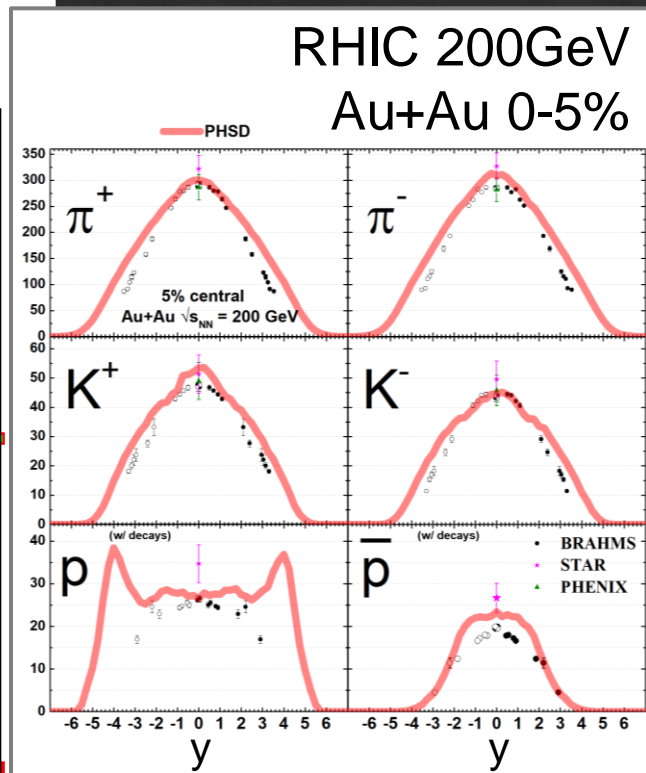 RHIC 200GeV
Au+Au 0-5%
PHSD
350
300
250
200
150
100
50
0
π+
5% central
Au+Au √sNN = 200 GeV
π-
60
50
40
30
20
10
0
K+
K-
40
30
20
10
0
p
(w/ decays)
p̅
(w/ decays)
BRAHMS
STAR
PHENIX
-6 -5 -4 -3 -2 -1 0 1 2 3 4 5 6
-6 -5 -4 -3 -2 -1 0 1 2 3 4 5 6
y
y